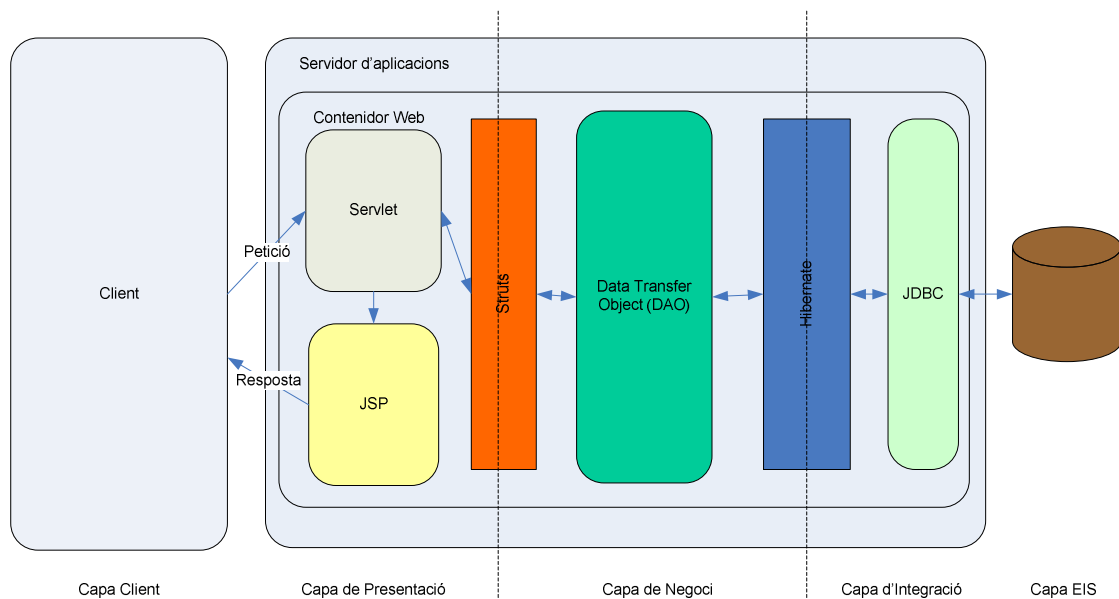 Servidor d'aplicacions
Contenidor Web
Servlet
Petició
Client
Struts
Data Transfer
Object (DAO)
Hibernate
JDBC
Resposta
JSP
Capa Client
Capa de Presentació
Capa de Negoci
Capa d'Integració
Capa EIS